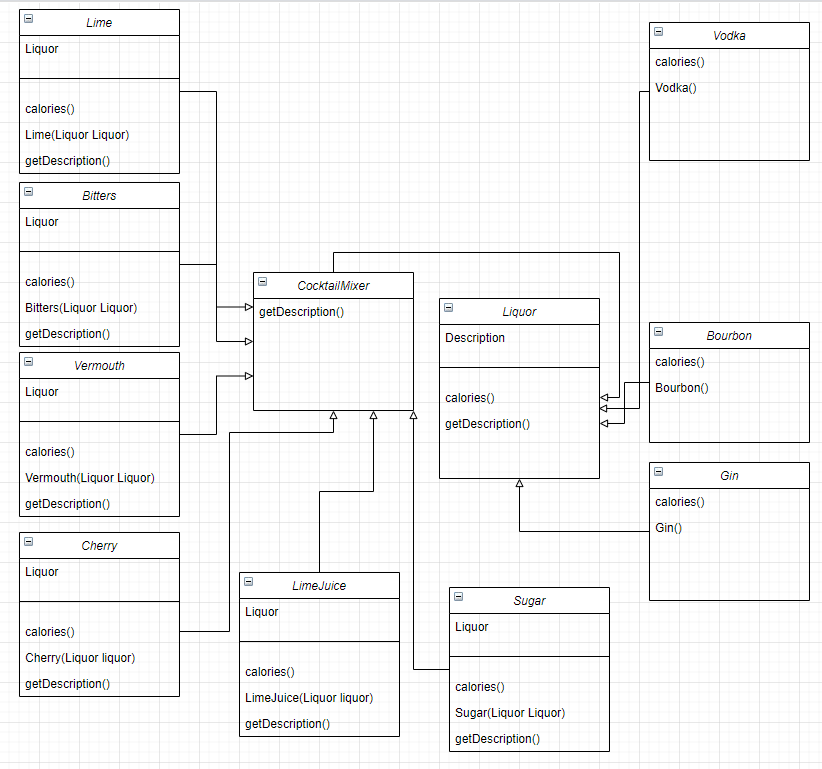 Lime
Liquor
calories()
Lime(Liquor Liquor)
getDescription()
Bitters
Liquor
calories()
Bitters(Liquor Liquor)
getDescription()
Vermouth
Liquor
calories()
Vermouth(Liquor Liquor)
getDescription()
Cherry
Liquor
calories()
Cherry(Liquor liquor)
getDescription()
CocktailMixer
getDescription()
LimeJuice
Liquor
calories()
LimeJuice(Liquor liquor)
getDescription()
Liquor
Description
calories()
getDescription()
Sugar
Liquor
calories()
Sugar(Liquor Liquor)
getDescription()
Vodka
calories()
Vodka()
Bourbon
calories()
Bourbon()
Gin
calories()
Gin()